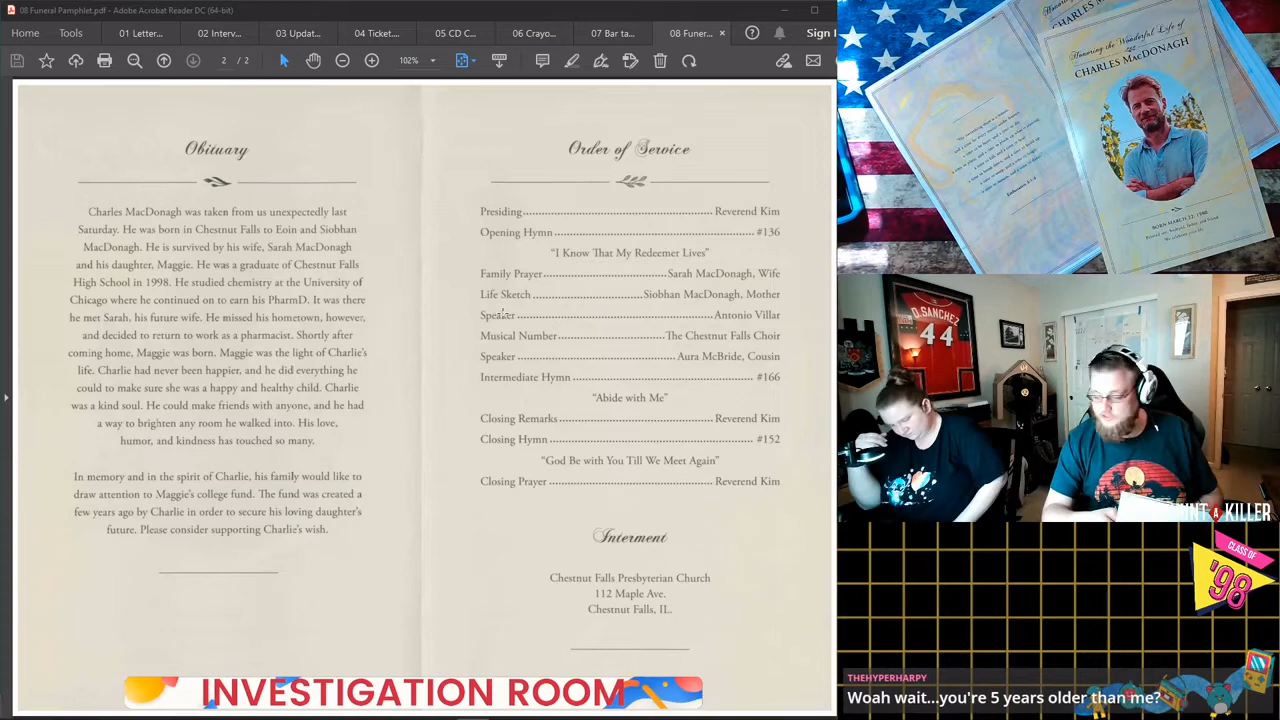 08 Funeral Pamphlet.pdf - Adobe Acrobat Reader DC (64-bit)
Home
Tools
01 Letter...
02 Interv...
03 Updat...
04 Ticket....
05 CD C...
06 Crayo...
07 Bar ta...
08 Funer...
Sign I
2 / 2
102%
Obituary
Charles MacDonagh was taken from us unexpectedly last
Saturday. He was born in Chestnut Falls to Eoin and Siobhan
MacDonagh. He is survived by his wife, Sarah MacDonagh
and his daughter, Maggie. He was a graduate of Chestnut Falls
High School in 1998. He studied chemistry at the University of
Chicago where he continued on to earn his PharmD. It was there
he met Sarah, his future wife. He missed his hometown, however,
and decided to return to work as a pharmacist. Shortly after
coming home, Maggie was born. Maggie was the light of Charlie's
life. Charlie had never been happier, and he did everything he
could to make sure she was a happy and healthy child. Charlie
was a kind soul. He could make friends with anyone, and he had
a way to brighten any room he walked into. His love,
humor, and kindness has touched so many.
In memory and in the spirit of Charlie, his family would like to
draw attention to Maggie's college fund. The fund was created a
few years ago by Charlie in order to secure his loving daughter's
future. Please consider supporting Charlie's wish.
Order of Service
Presiding Reverend Kim
Opening Hymn #136
"I Know That My Redeemer Lives"
Family Prayer Sarah MacDonagh, Wife
Life Sketch Siobhan MacDonagh, Mother
Speaker Antonio Villar
Musical Number The Chestnut Falls Choir
Speaker Aura McBride, Cousin
Intermediate Hymn #166
"Abide with Me"
Closing Remarks Reverend Kim
Closing Hymn #152
"God Be with You Till We Meet Again"
Closing Prayer Reverend Kim
Interment
Chestnut Falls Presbyterian Church
112 Maple Ave.
Chestnut Falls, IL.
INVESTIGATION ROOM
Honoring the Wonderful Life of
CHARLES MACDONAGH
BORN MARCH 22, 1980
D.SANCHEZ
44
HUNT A KILLER
CLASS OF
'98
THEHYPERHARPY
Woah wait...you're 5 years older than me?